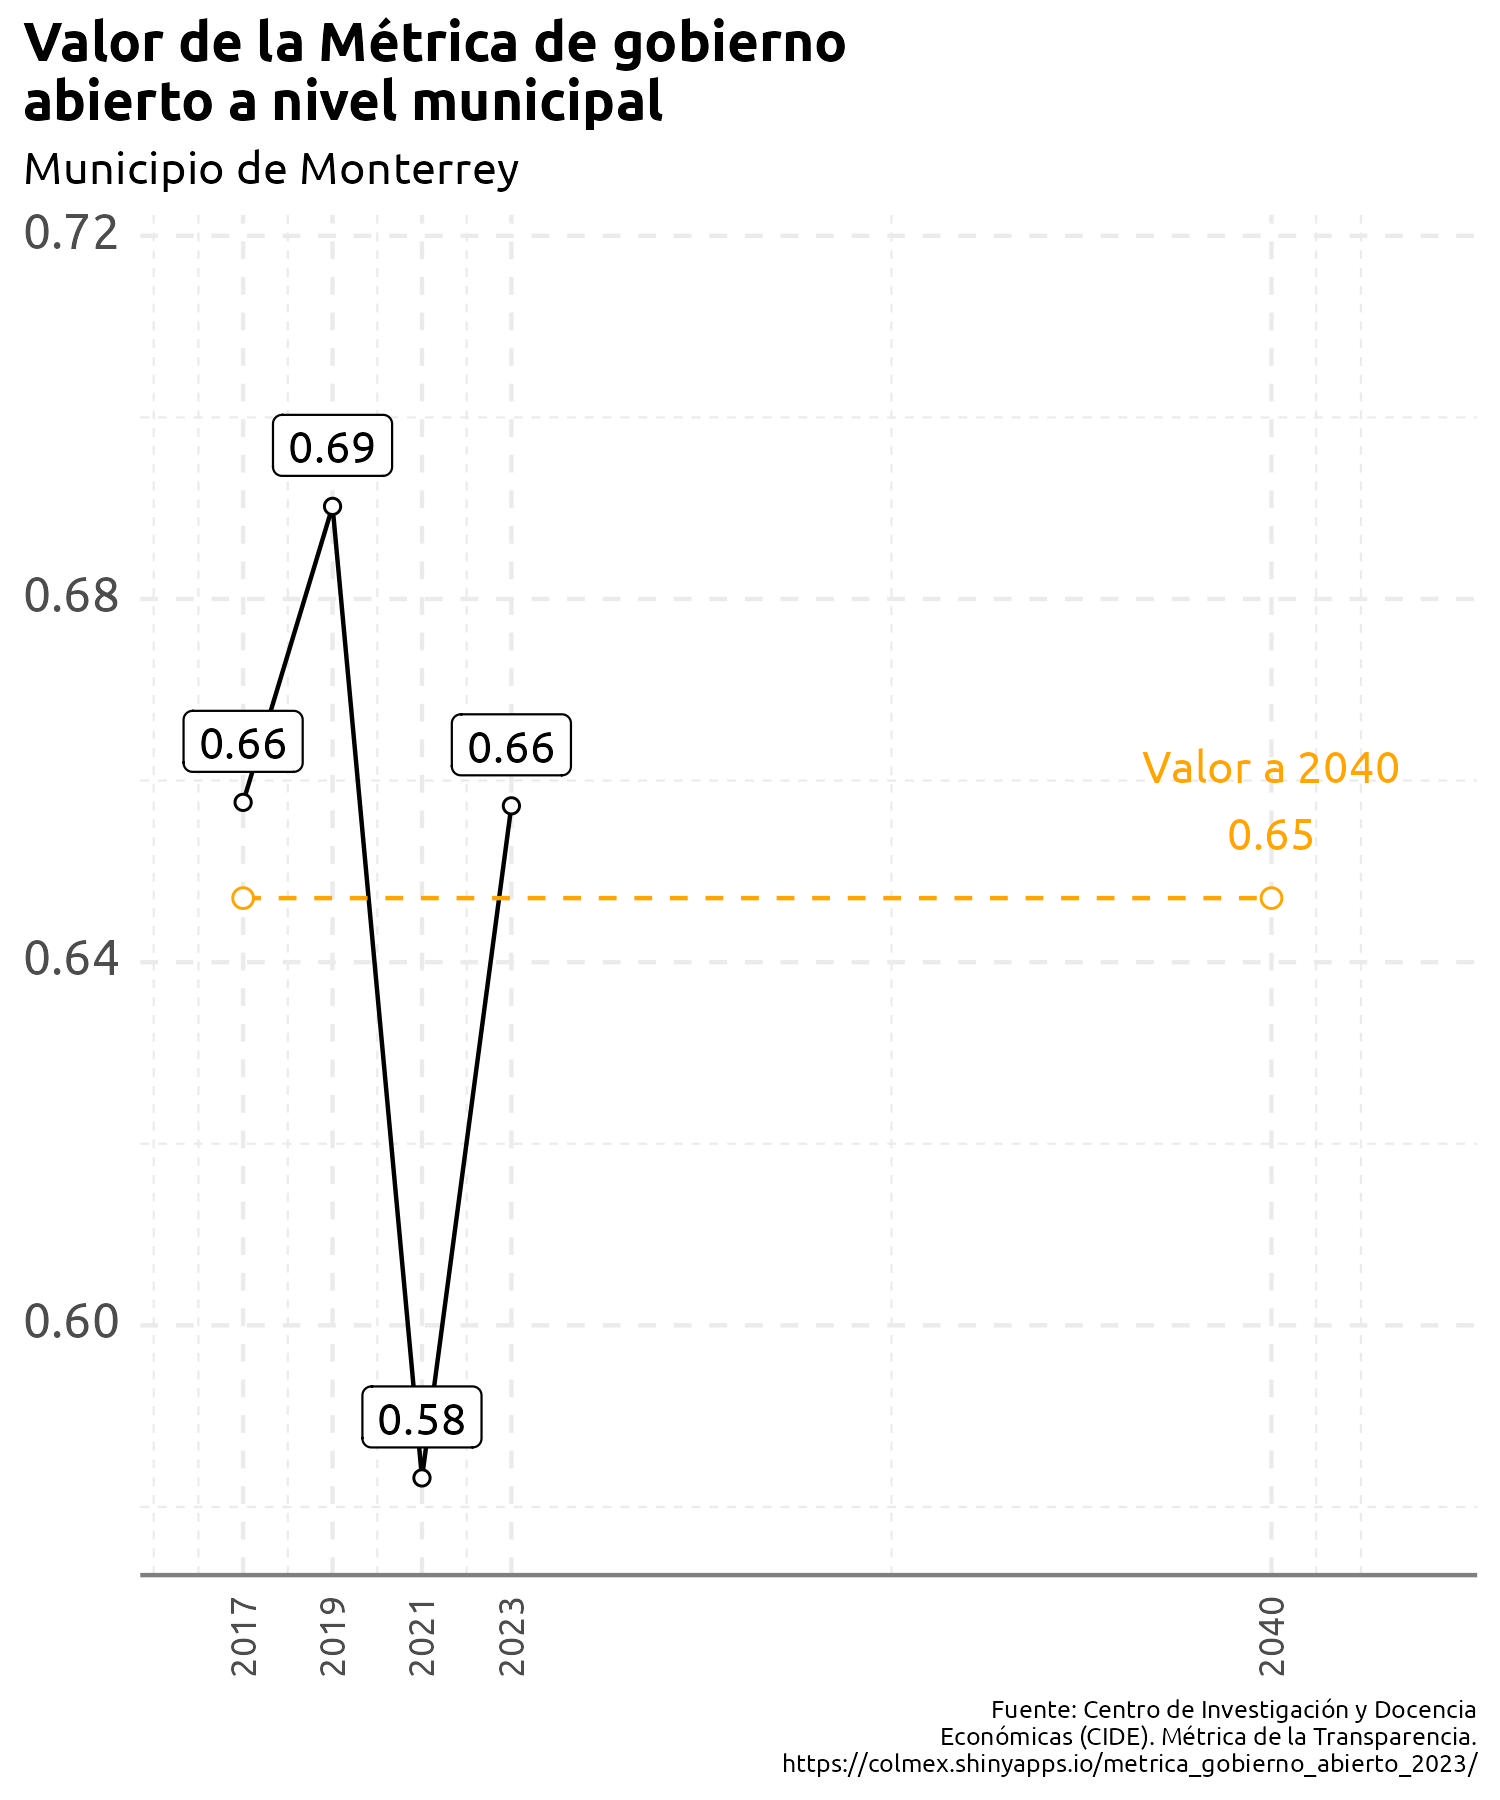 Valor de la Métrica de gobierno
abierto a nivel municipal
Municipio de Monterrey
0.72
0.69
0.68
0.66
0.66
Valor a 2040
0.65
0.64
0.60
0.58
2017
2019
2021
2023
2040
Fuente: Centro de Investigación y Docencia
Económicas (CIDE). Métrica de la Transparencia.
https://colmex.shinyapps.io/metrica_gobierno_abierto_2023/